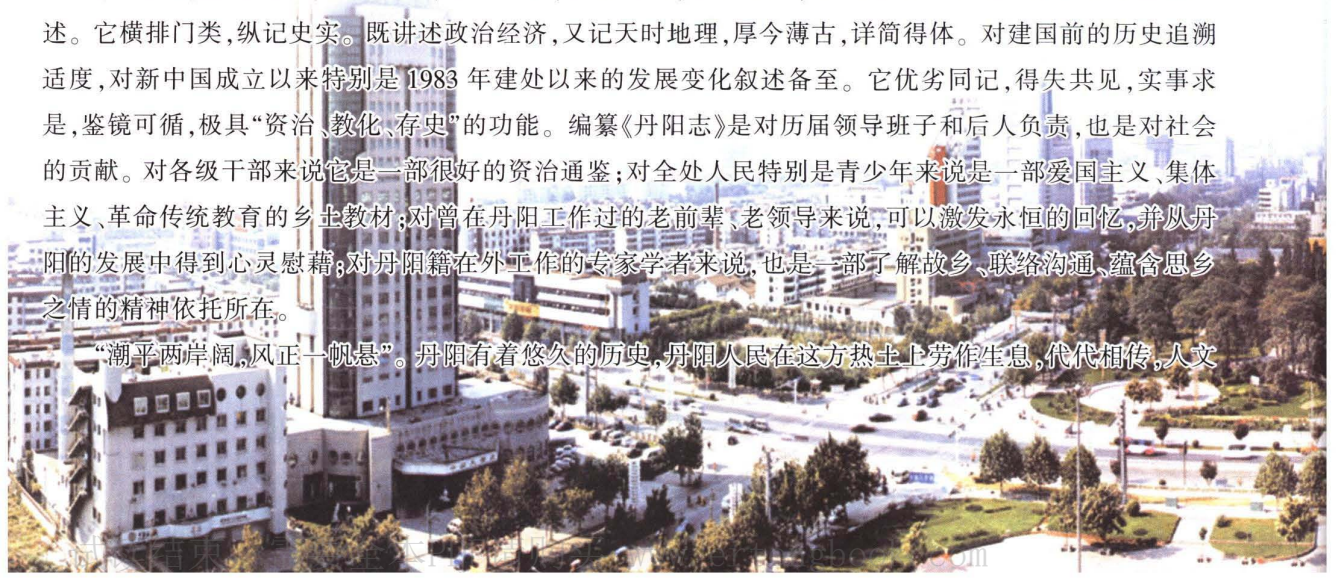 述。它横排门类,纵记史实。既讲述政治经济,又记天时地理,厚今薄古,详简得体。对建国前的历史追溯
适度,对新中国成立以来特别是 1983 年建处以来的发展变化叙述备至。它优劣同记,得失共见,实事求
是,鉴镜可循,极具“资治、教化、存史”的功能。编纂《丹阳志》是对历届领导班子和后人负责,也是对社会
的贡献。对各级干部来说它是一部很好的资治通鉴;对全处人民特别是青少年来说是一部爱国主义、集体
主义、革命传统教育的乡土教材;对曾在丹阳工作过的老前辈、老领导来说,可以激发永恒的回忆,并从丹
阳的发展中得到心灵慰藉;对丹阳籍在外工作的专家学者来说,也是一部了解故乡、联络沟通、蕴含思乡
之情的精神依托所在。
“潮平两岸阔,风正一帆悬”。丹阳有着悠久的历史,丹阳人民在这方热土上劳作生息,代代相传,人文